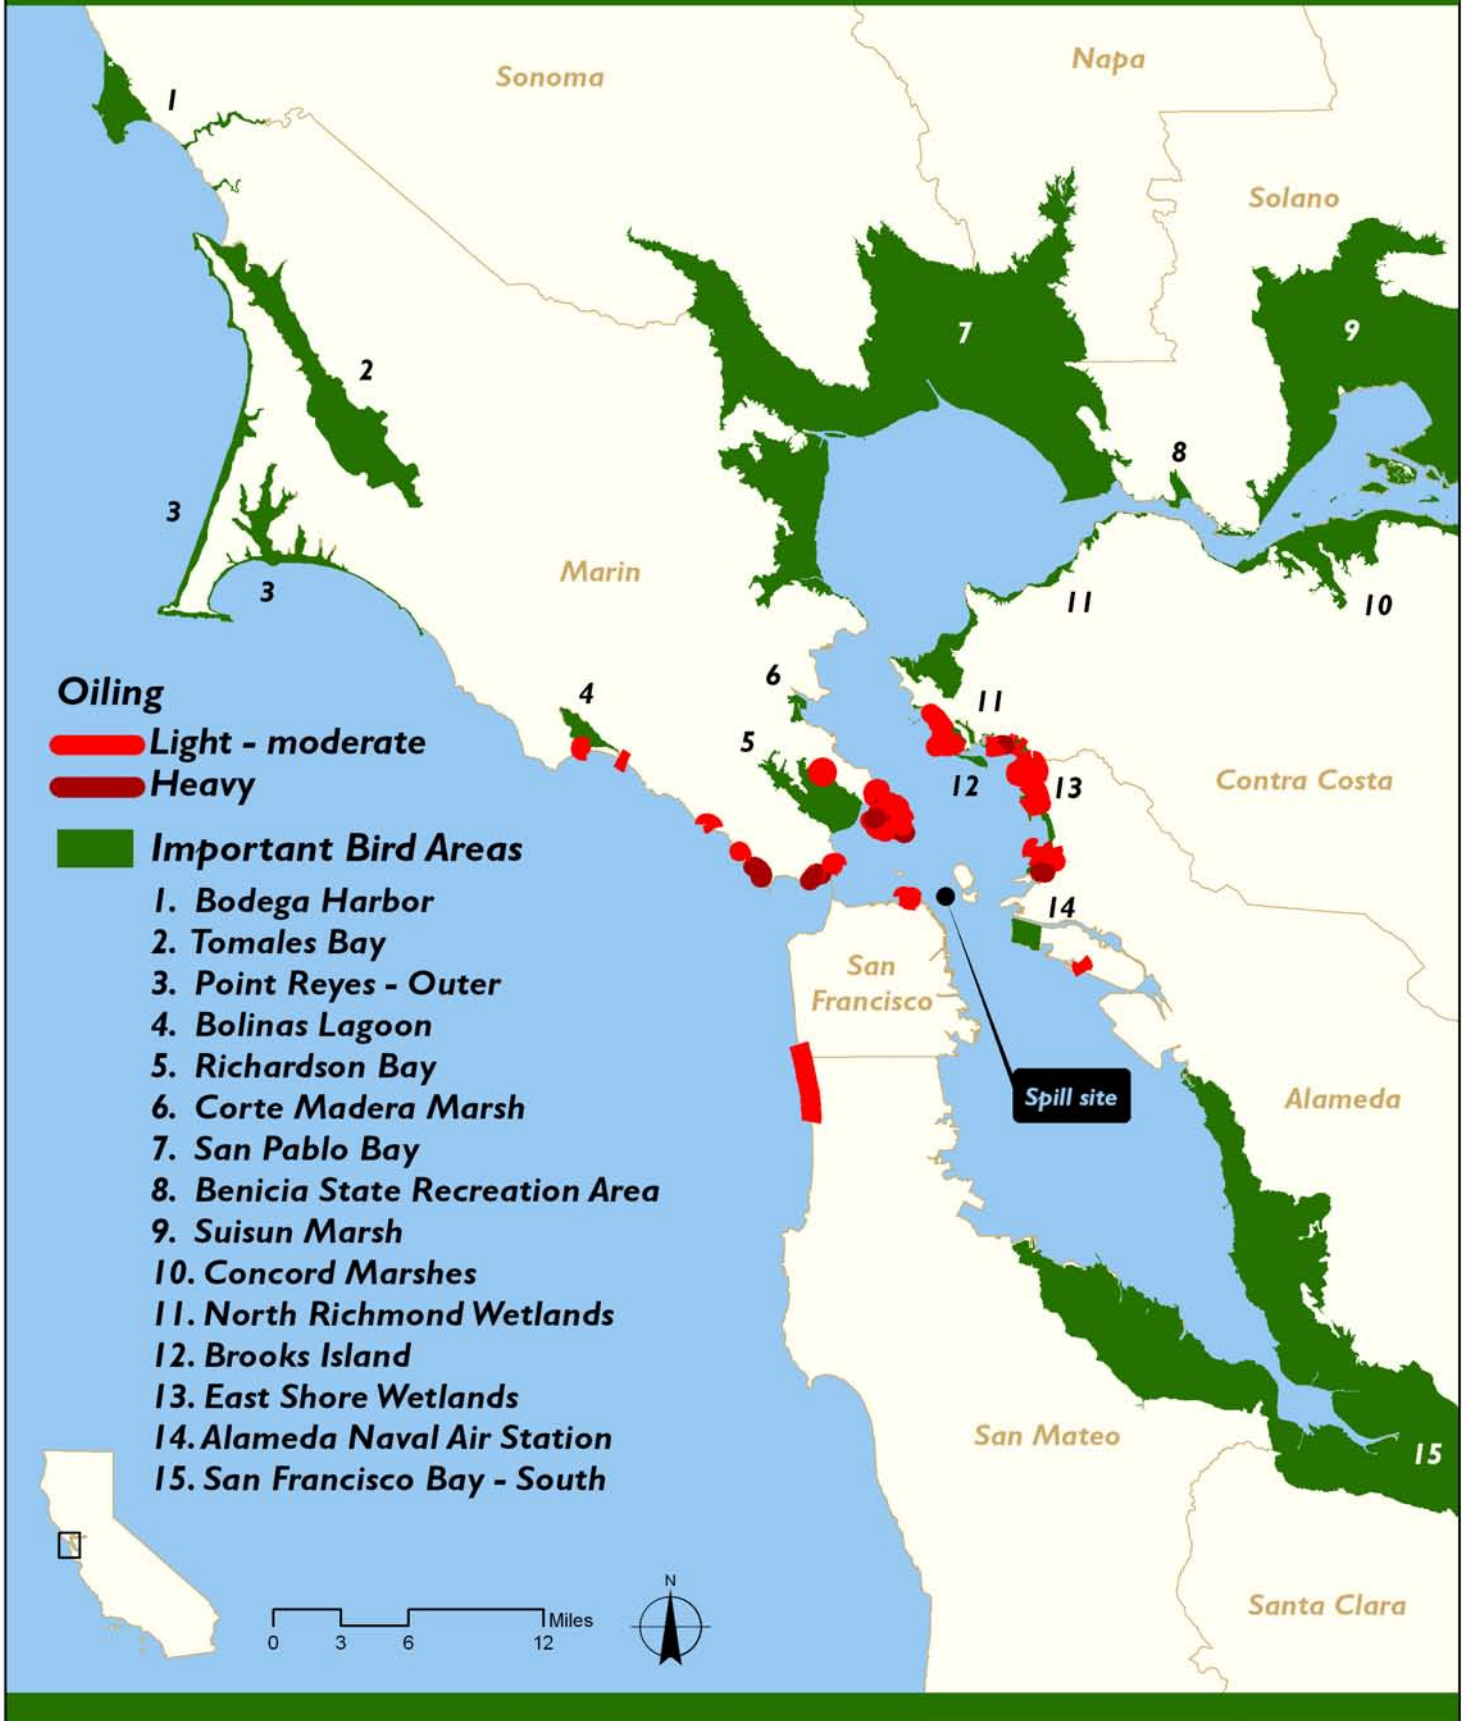 Napa
Sonoma
1
Solano
7
9
2
8
3
Marin
3
11
10
6
Oiling
4
11
Light - moderate
5
Contra Costa
Heavy
12
13
Important Bird Areas
1. Bodega Harbor
14
2. Tomales Bay
San
Francisco
3. Point Reyes - Outer
4. Bolinas Lagoon
5. Richardson Bay
Spill site
Alameda
6. Corte Madera Marsh
7. San Pablo Bay
8. Benicia State Recreation Area
9. Suisun Marsh
10. Concord Marshes
11. North Richmond Wetlands
12. Brooks Island
13. East Shore Wetlands
14. Alameda Naval Air Station
San Mateo
15
15. San Francisco Bay - South
N
Santa Clara
Miles
0 3 6 12